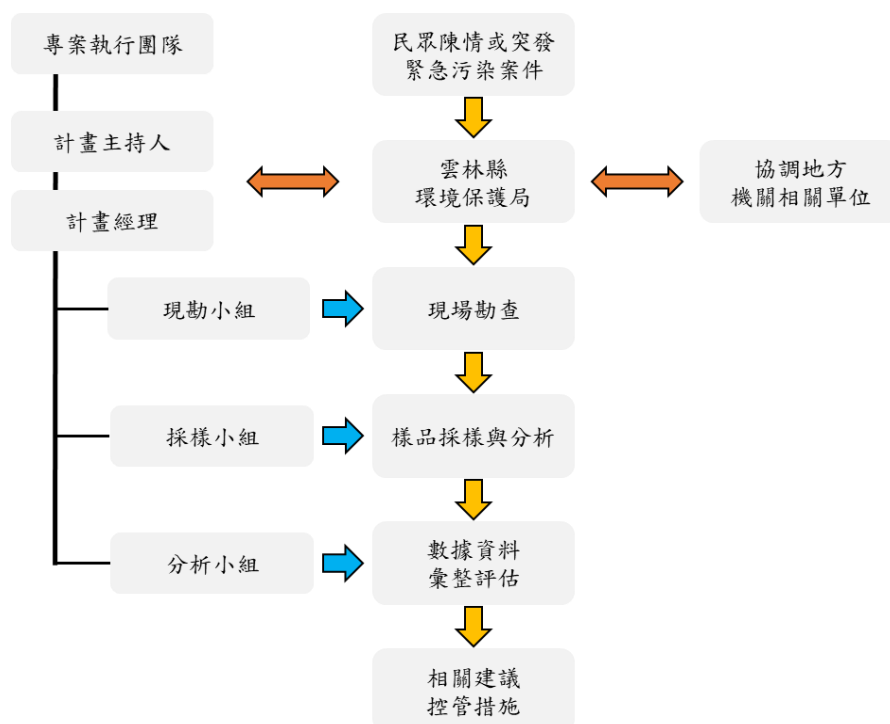 專案執行團隊
計畫主持人
計畫經理
現勘小組
採樣小組
分析小組
民眾陳情或突發
緊急污染案件
雲林縣
環境保護局
協調地方
機關相關單位
現場勘查
樣品採樣與分析
數據資料
彙整評估
相關建議
控管措施